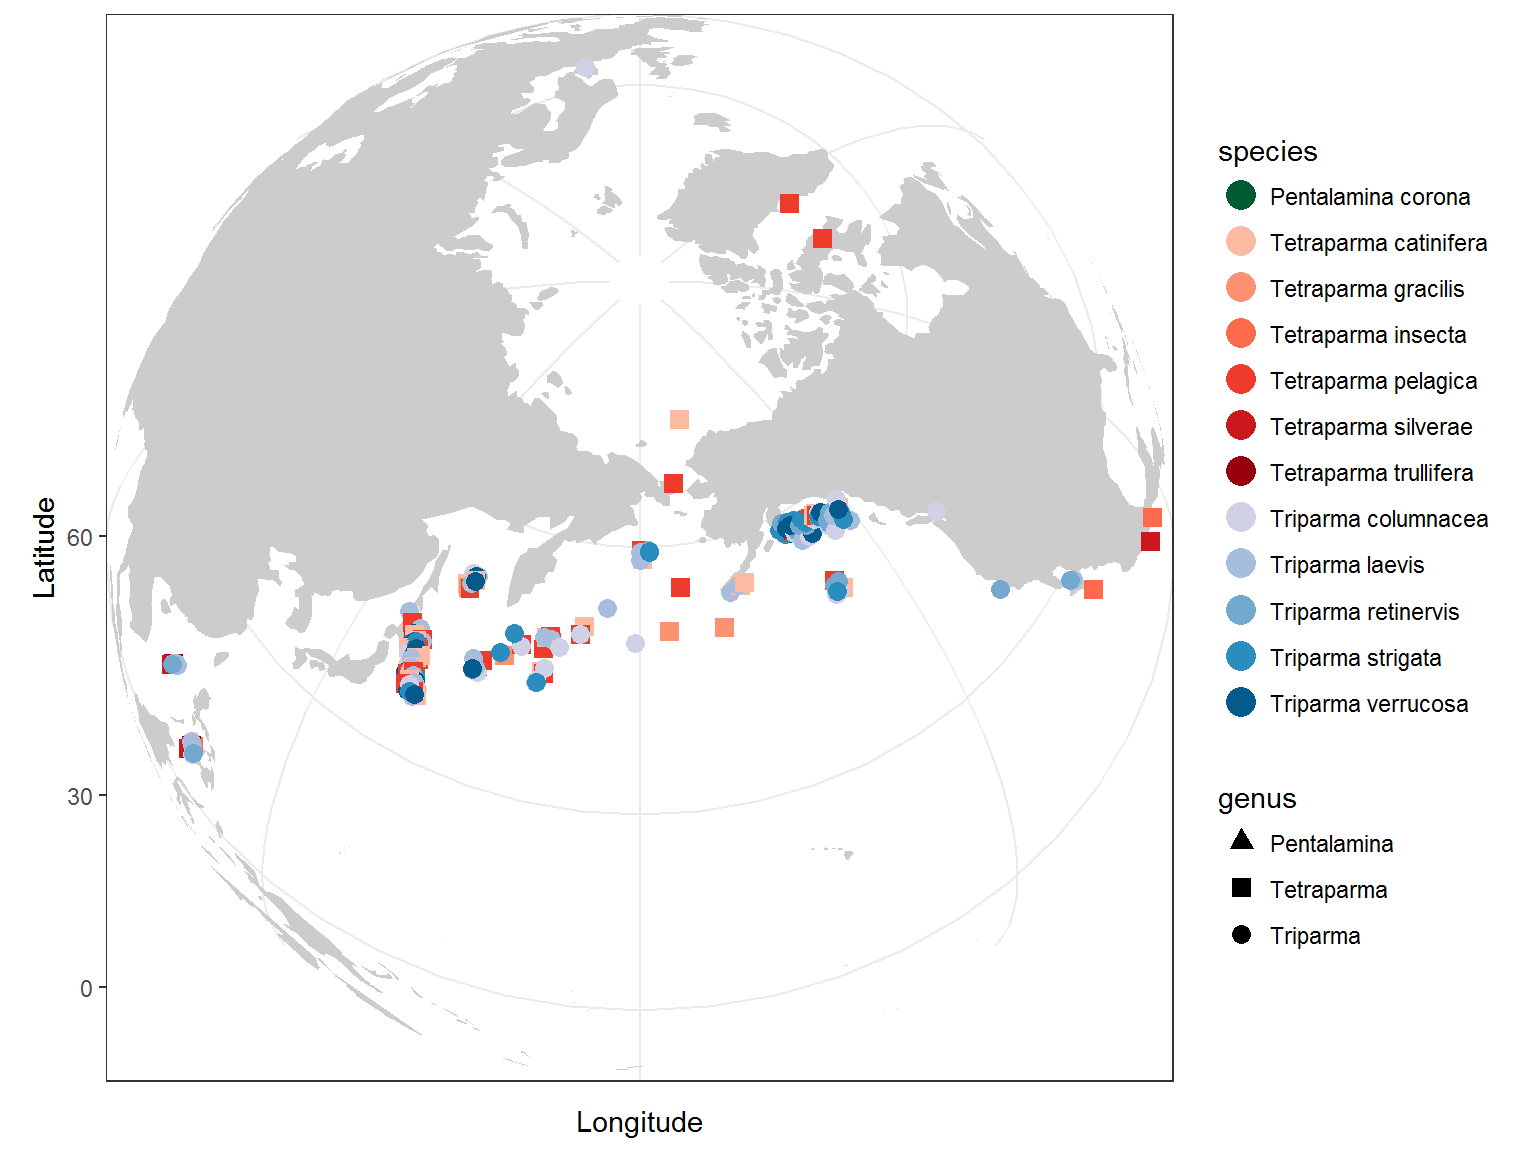 species
Pentalamina corona
Tetraparma catinifera
Tetraparma gracilis
Tetraparma insecta
Tetraparma pelagica
Tetraparma silverae
Tetraparma trullifera
Triparma columnacea
Triparma laevis
Triparma retinervis
Triparma strigata
Triparma verrucosa
genus
Pentalamina
Tetraparma
Triparma
Latitude
60
30
0
Longitude